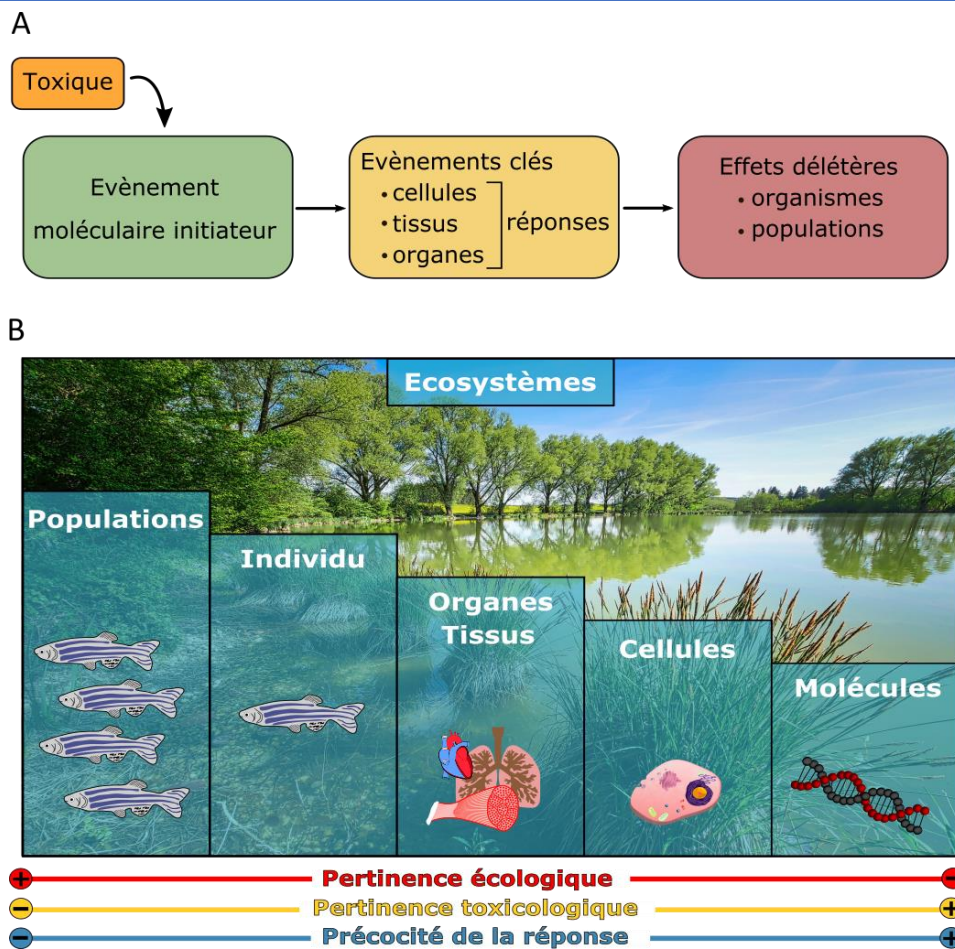 A
Toxique
Evènement
moléculaire initiateur
Evènements clés
• cellules
• tissus
• organes
réponses
Effets délétères
• organismes
• populations
B
Ecosystèmes
Populations
Individu
Organes
Tissus
Cellules
Molécules
+ Pertinence écologique -
- Pertinence toxicologique +
- Précocité de la réponse +